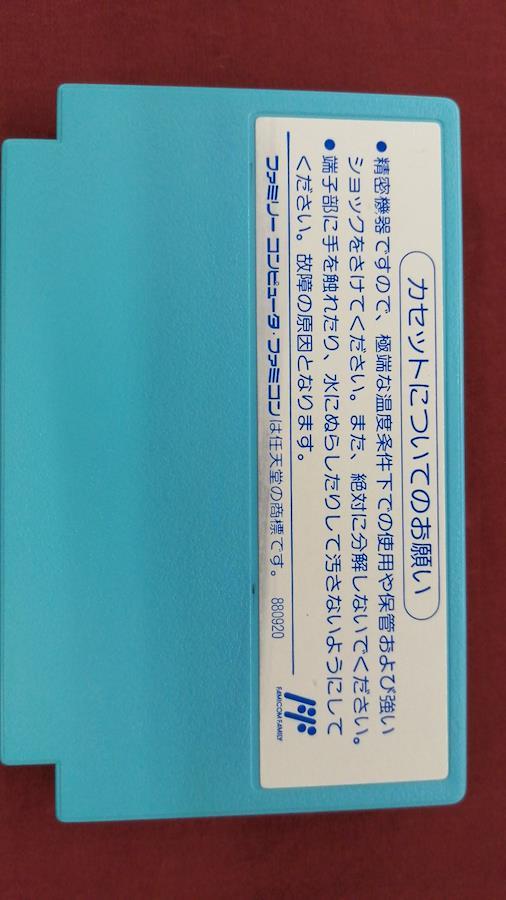 カセットについてのお願い
● 精密機器ですので、極端な温度条件下での使用や保管および強い
ショックをさけてください。また、絶対に分解しないでください。
● 端子部に手を触れたり、水にぬらしたりして汚さないようにして
ください。故障の原因となります。
ファミリー コンピュータ・ファミコンは任天堂の商標です。 880920
FAMICOM FAMILY